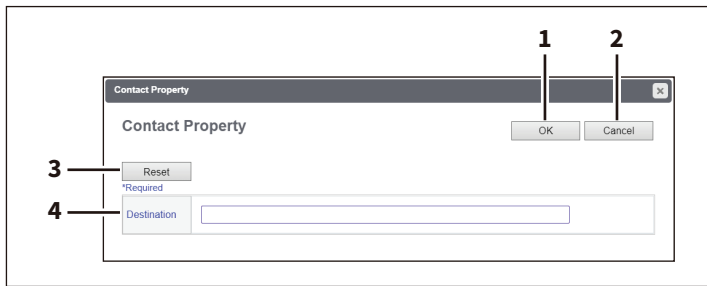 1 2
Contact Property
Contact Property
OK Cancel
3 Reset
*Required
4 Destination